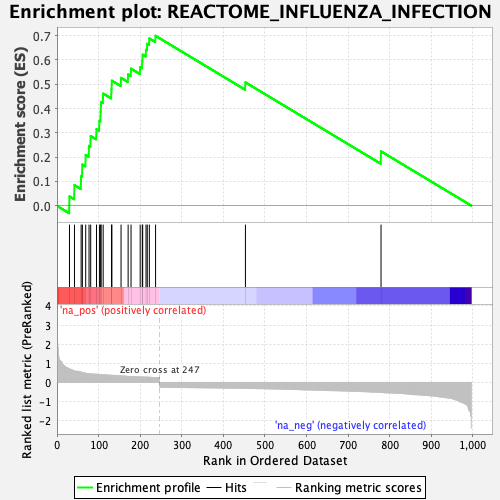 Enrichment plot: REACTOME_INFLUENZA_INFECTION
Enrichment score (ES)
0.7
0.6
0.5
0.4
0.3
0.2
0.1
0.0
'na_pos' (positively correlated)
Ranked list metric (PreRanked)
4
3
2
1
0
-1
-2
Zero cross at 247
'na_neg' (negatively correlated)
0 100 200 300 400 500 600 700 800 900 1,000
Rank in Ordered Dataset
Enrichment profile Hits Ranking metric scores